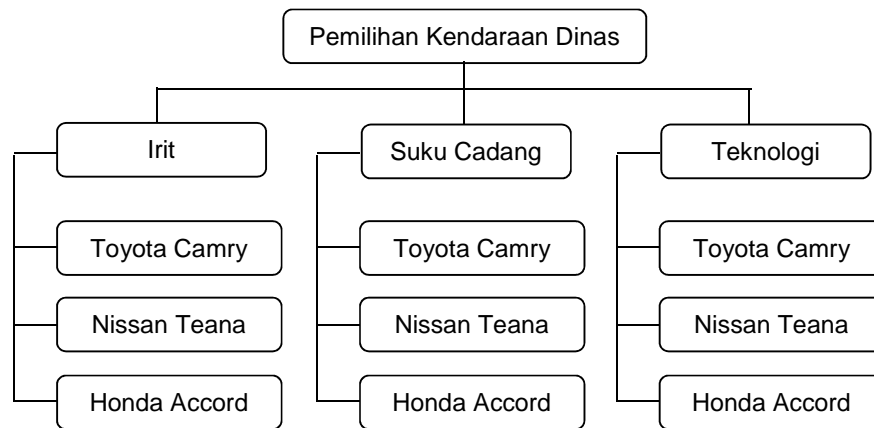 Pemilihan Kendaraan Dinas
Irit
Suku Cadang
Teknologi
Toyota Camry
Toyota Camry
Toyota Camry
Nissan Teana
Nissan Teana
Nissan Teana
Honda Accord
Honda Accord
Honda Accord